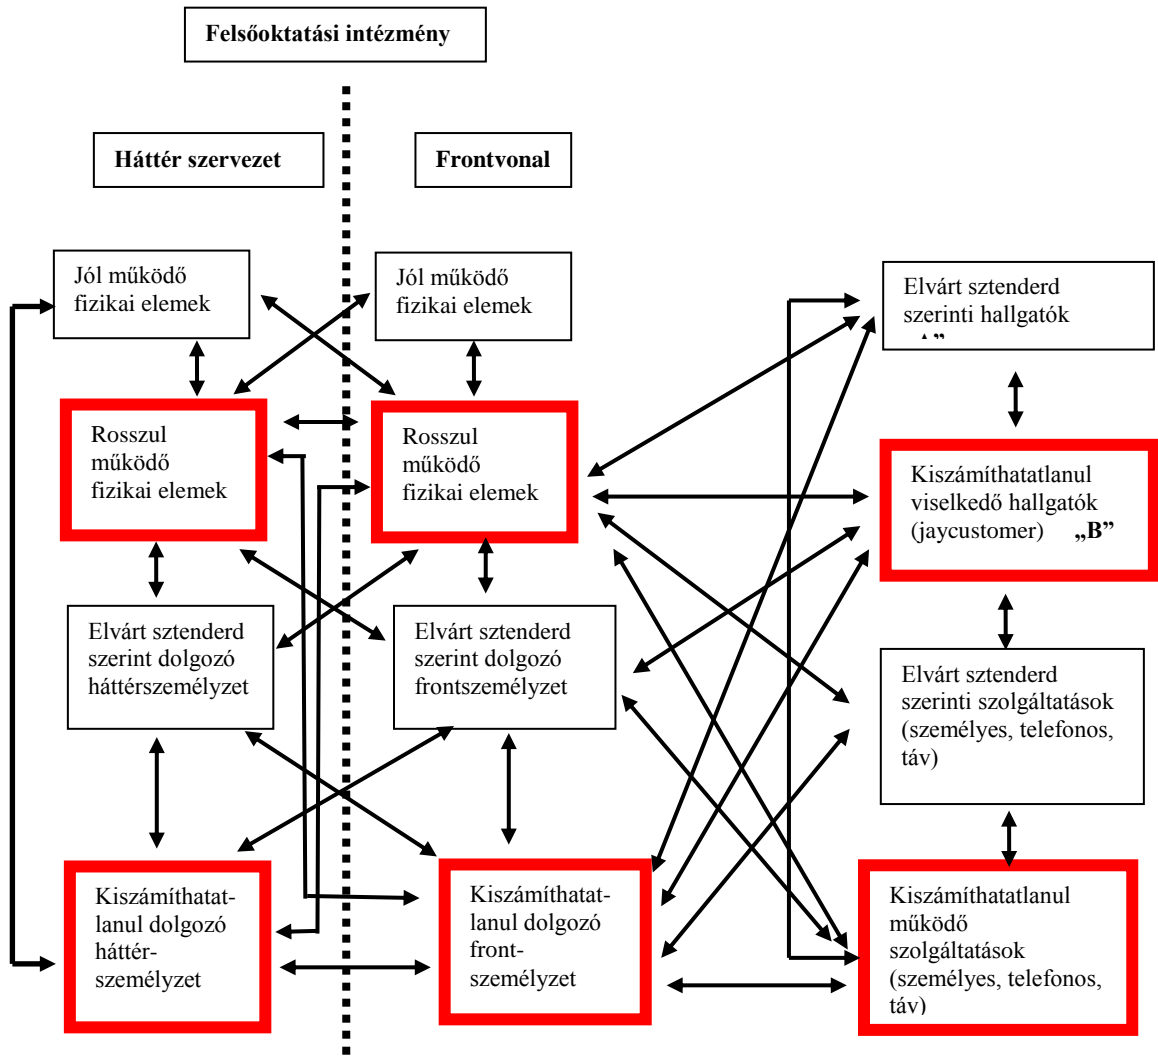 Felsőoktatási intézmény
Háttér szervezet
Frontvonal
Jól működő
fizikai elemek
Jól működő
fizikai elemek
Elvárt sztenderd
szerinti hallgatók
Rosszul
működő
fizikai elemek
Rosszul
működő
fizikai elemek
Kiszámíthatatlanul
viselkedő hallgatók
(jaycustomer) „B”
Elvárt sztenderd
szerint dolgozó
háttérszemélyzet
Elvárt sztenderd
szerint dolgozó
frontszemélyzet
Elvárt sztenderd
szerinti szolgáltatások
(személyes, telefonos,
táv)
Kiszámíthatat-
lanul dolgozó
háttér-
személyzet
Kiszámíthatat-
lanul dolgozó
front-
személyzet
Kiszámíthatatlanul
működő
szolgáltatások
(személyes, telefonos,
táv)